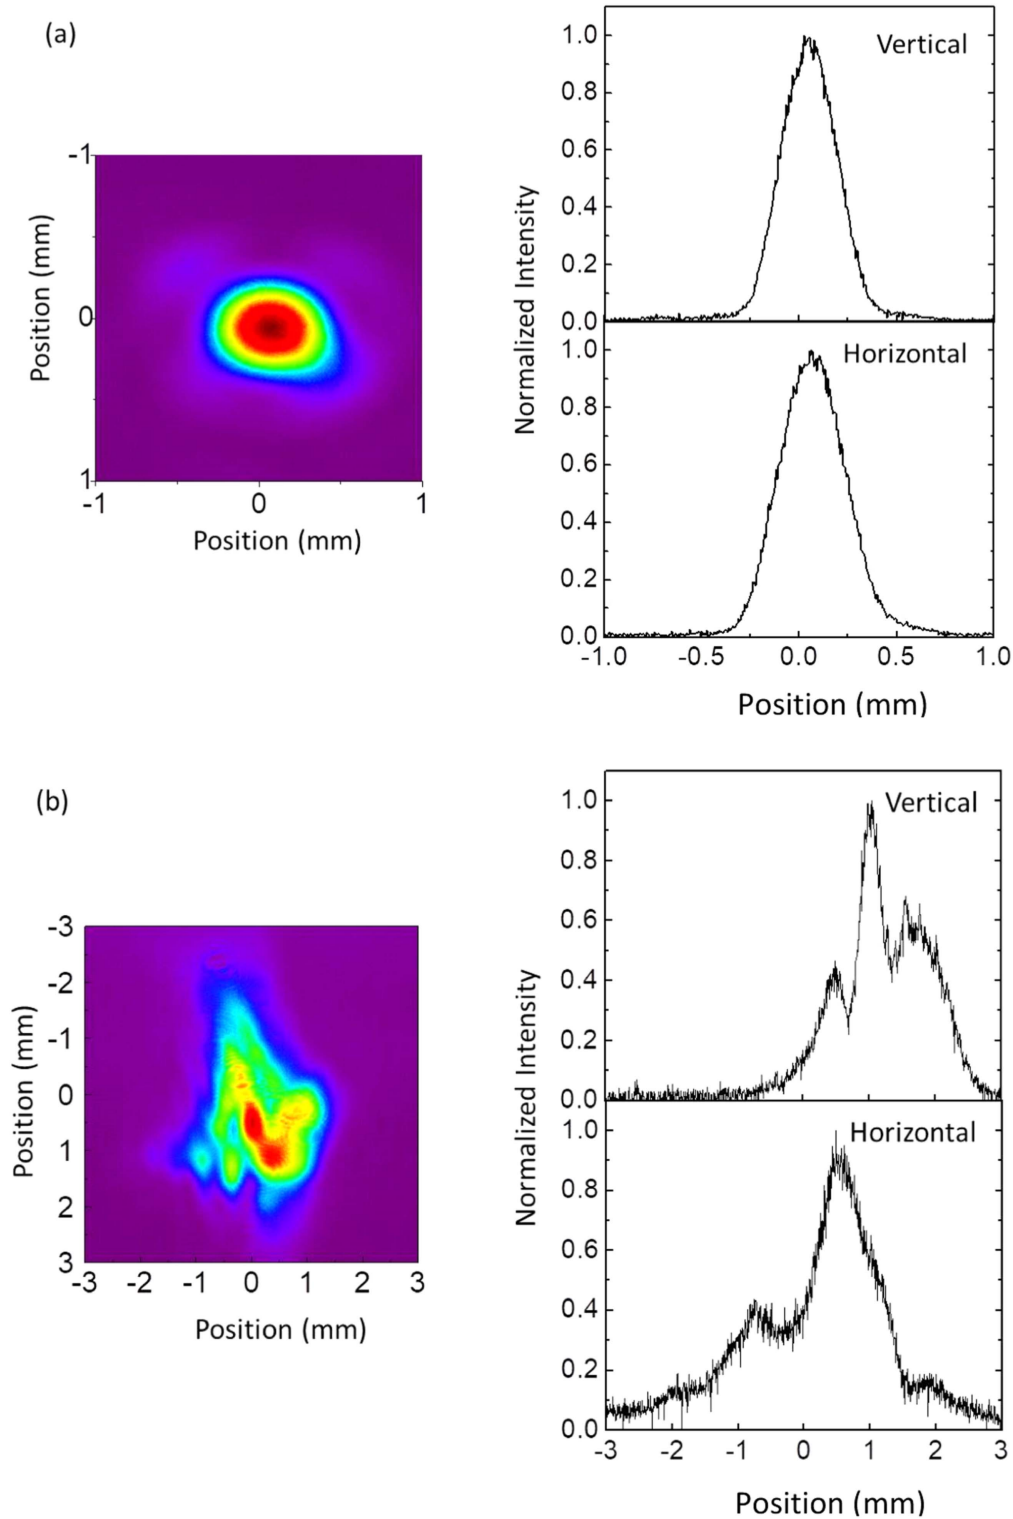 (a)
-1
0
1
-1 0 1
Position (mm)
Position (mm)
Vertical
1.0
0.8
0.6
0.4
0.2
0.0
Horizontal
1.0
0.8
0.6
0.4
0.2
0.0
-1.0 -0.5 0.0 0.5 1.0
Normalized Intensity
Position (mm)
(b)
-3
-2
-1
0
1
2
3
-3 -2 -1 0 1 2 3
Position (mm)
Position (mm)
Vertical
1.0
0.8
0.6
0.4
0.2
0.0
Horizontal
1.0
0.8
0.6
0.4
0.2
0.0
-3 -2 -1 0 1 2 3
Normalized Intensity
Position (mm)